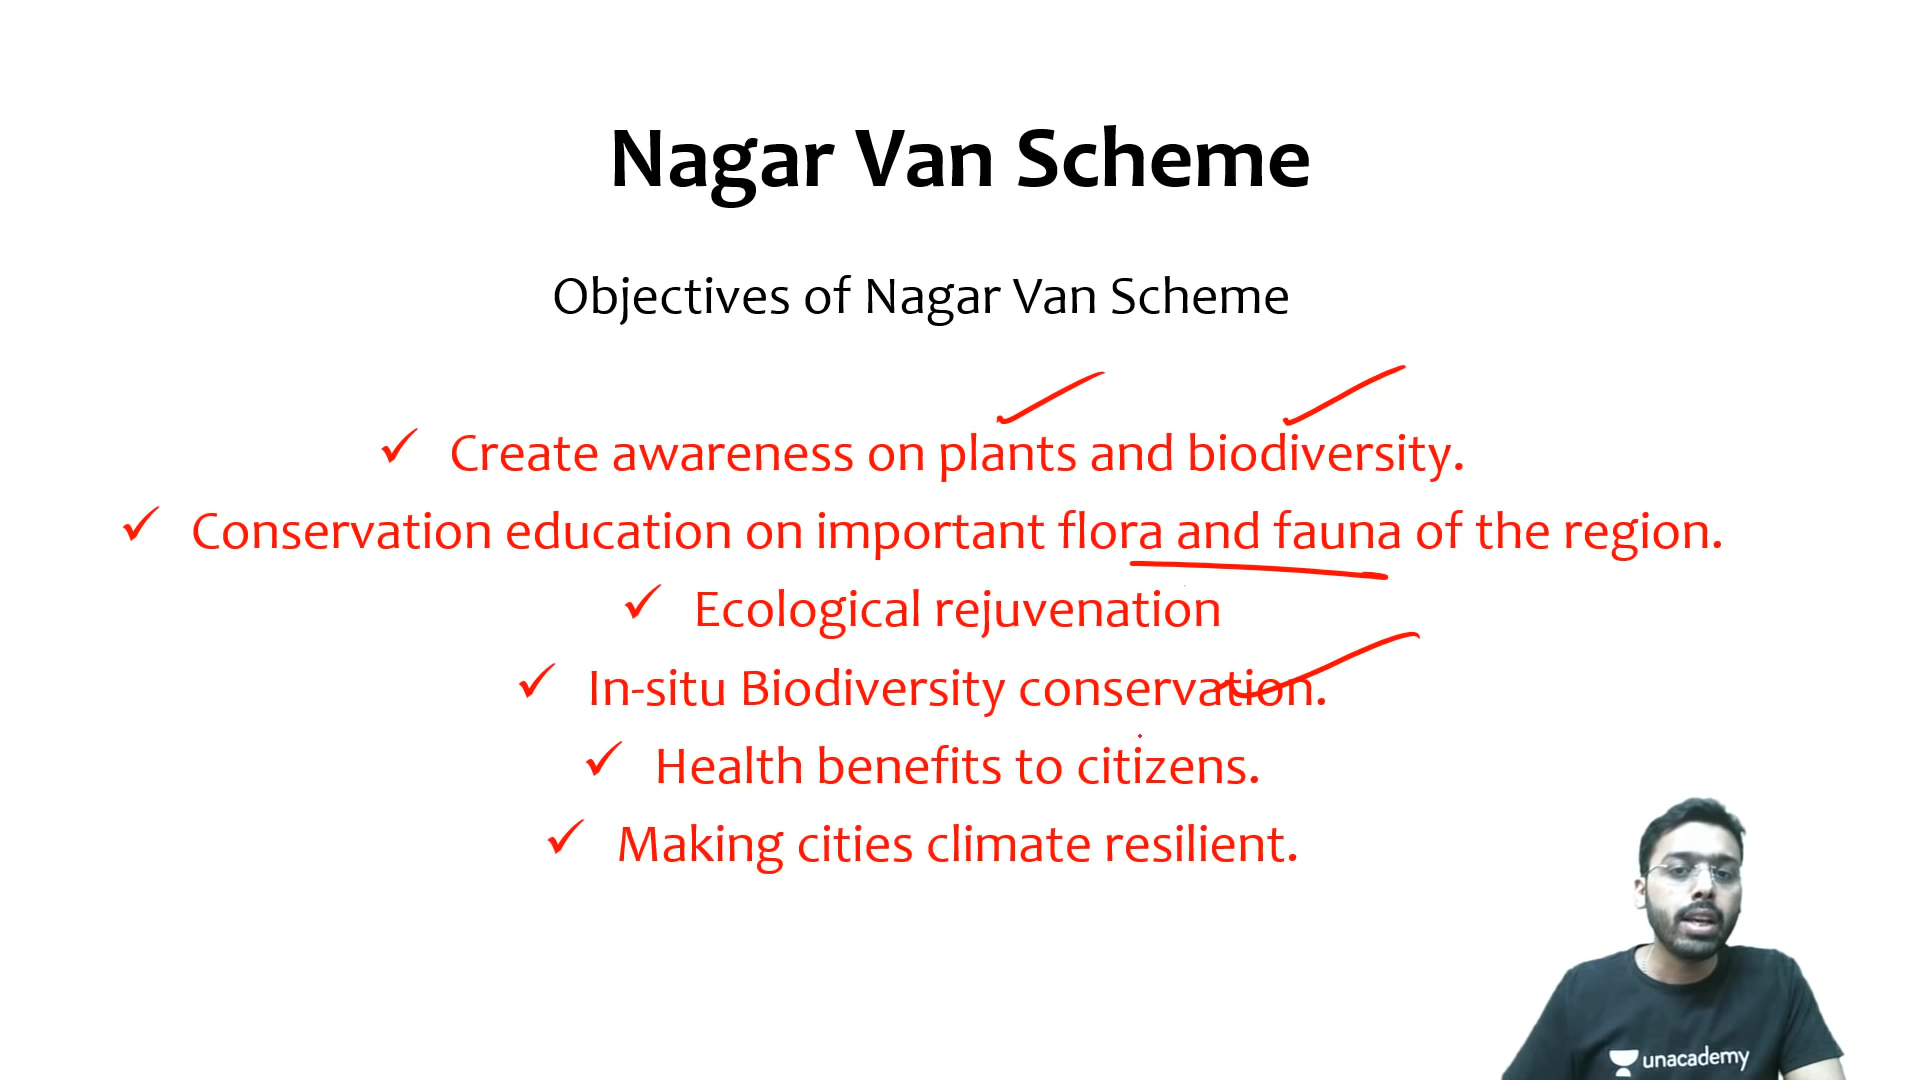 Nagar Van Scheme
Objectives of Nagar Van Scheme
✓ Create awareness on plants and biodiversity.
✓ Conservation education on important flora and fauna of the region.
✓ Ecological rejuvenation
✓ In-situ Biodiversity conservation.
✓ Health benefits to citizens.
✓ Making cities climate resilient.
unacademy